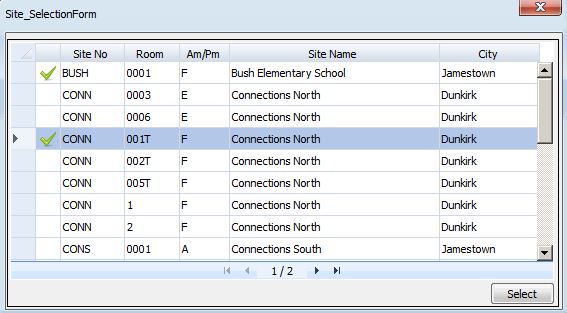 Site_SelectionForm
Site No Room Am/Pm Site Name City
BUSH 0001 F Bush Elementary School Jamestown
CONN 0003 E Connections North Dunkirk
CONN 0006 E Connections North Dunkirk
CONN 001T F Connections North Dunkirk
CONN 002T F Connections North Dunkirk
CONN 005T F Connections North Dunkirk
CONN 1 F Connections North Dunkirk
CONN 2 F Connections North Dunkirk
CONS 0001 A Connections South Jamestown
1 / 2
Select